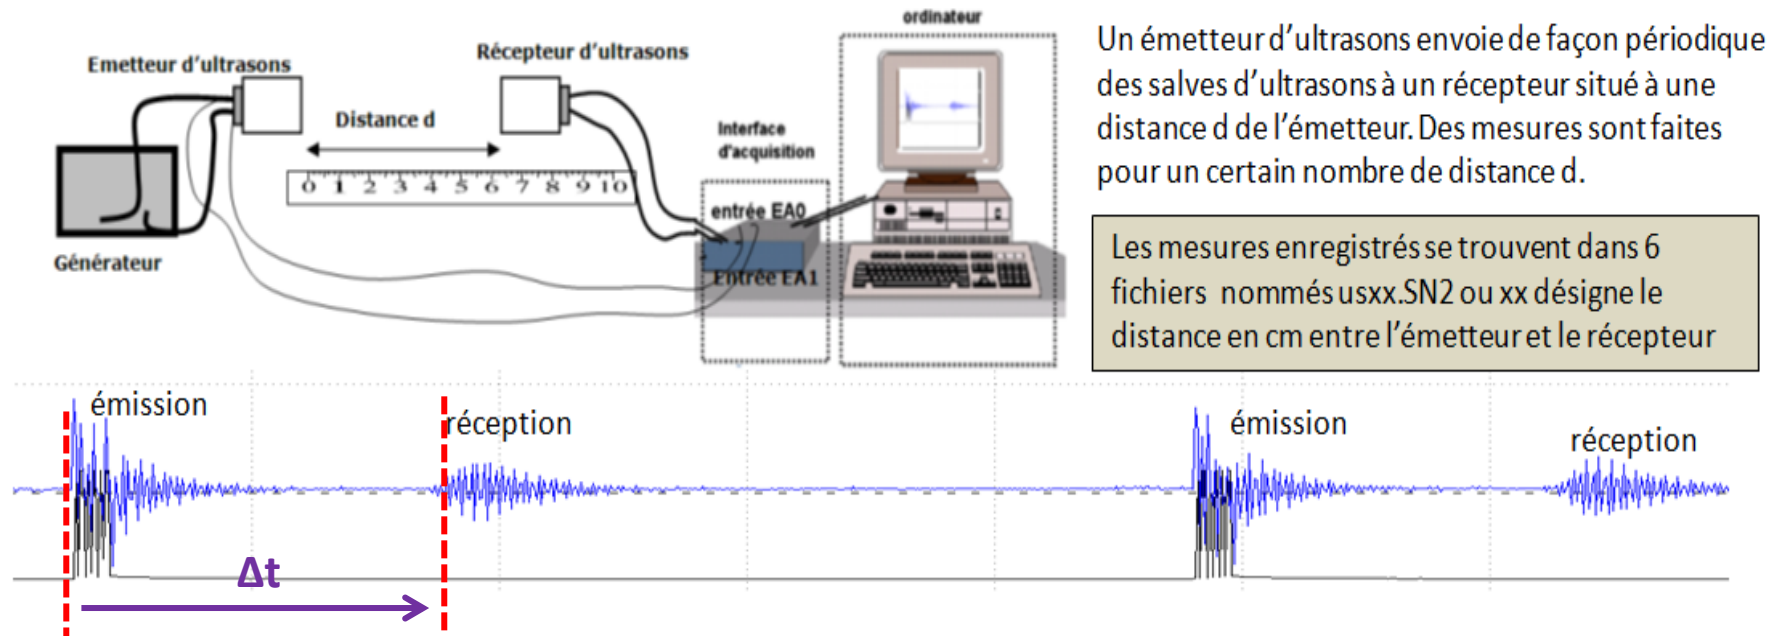 ordinateur
Récepteur d'ultrasons
Emetteur d'ultrasons
Distance d
Interface
d'acquisition
0 1 2 3 4 5 6 7 8 9 10
entrée EA0
Entrée EA1
Générateur
Un émetteur d'ultrasons envoie de façon périodique
des salves d'ultrasons à un récepteur situé à une
distance d de l'émetteur. Des mesures sont faites
pour un certain nombre de distance d.
Les mesures enregistrés se trouvent dans 6
fichiers nommés usxx.SN2 ou xx désigne le
distance en cm entre l'émetteur et le récepteur
émission
réception
émission
réception
Δt